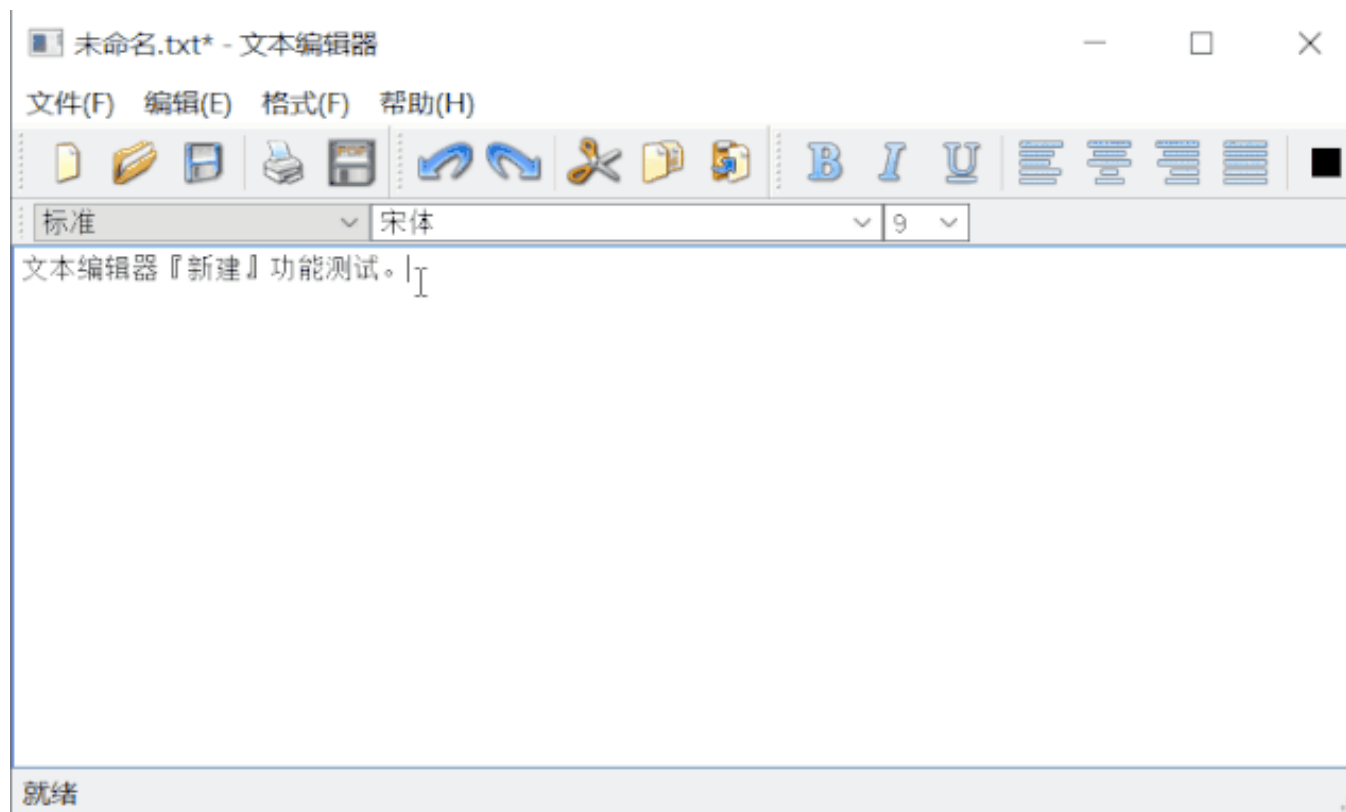 未命名.txt* - 文本编辑器
文件(F) 编辑(E) 格式(F) 帮助(H)
PDF B I U
标准 宋体 9
文本编辑器『新建』功能测试。
就绪